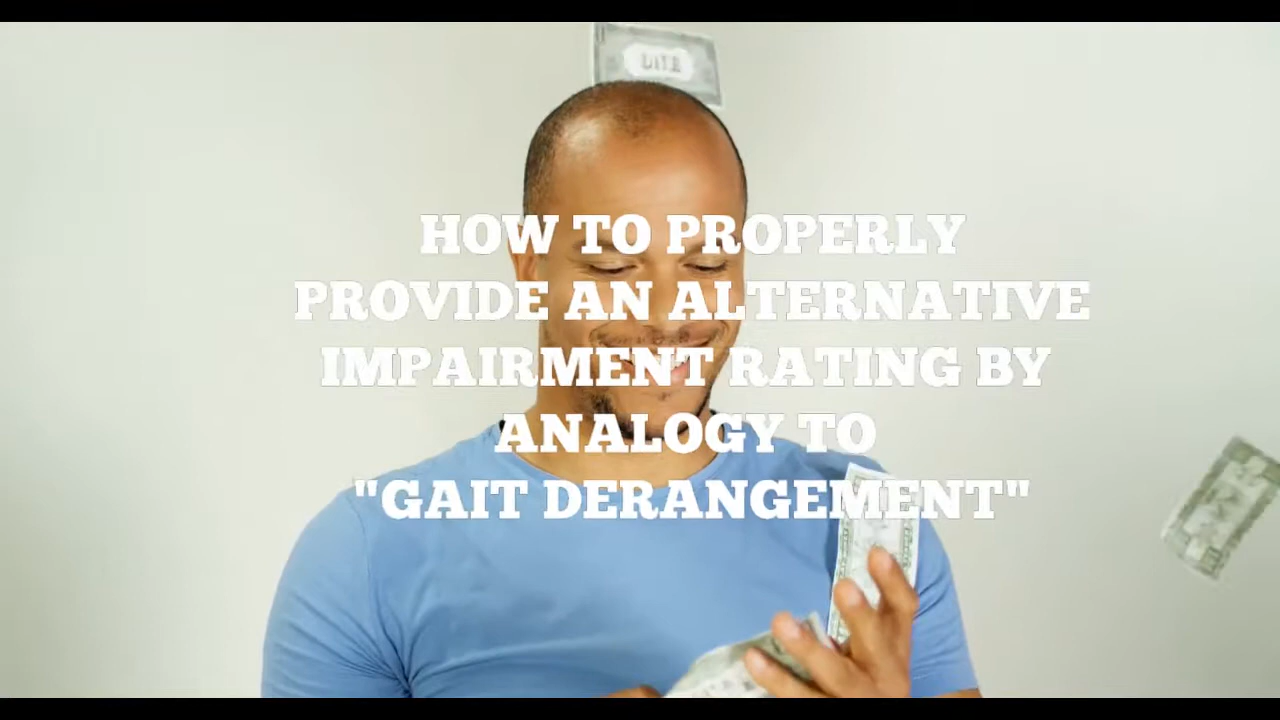 HOW TO PROPERLY
PROVIDE AN ALTERNATIVE
IMPAIRMENT RATING BY
ANALOGY TO
"GAIT DERANGEMENT"